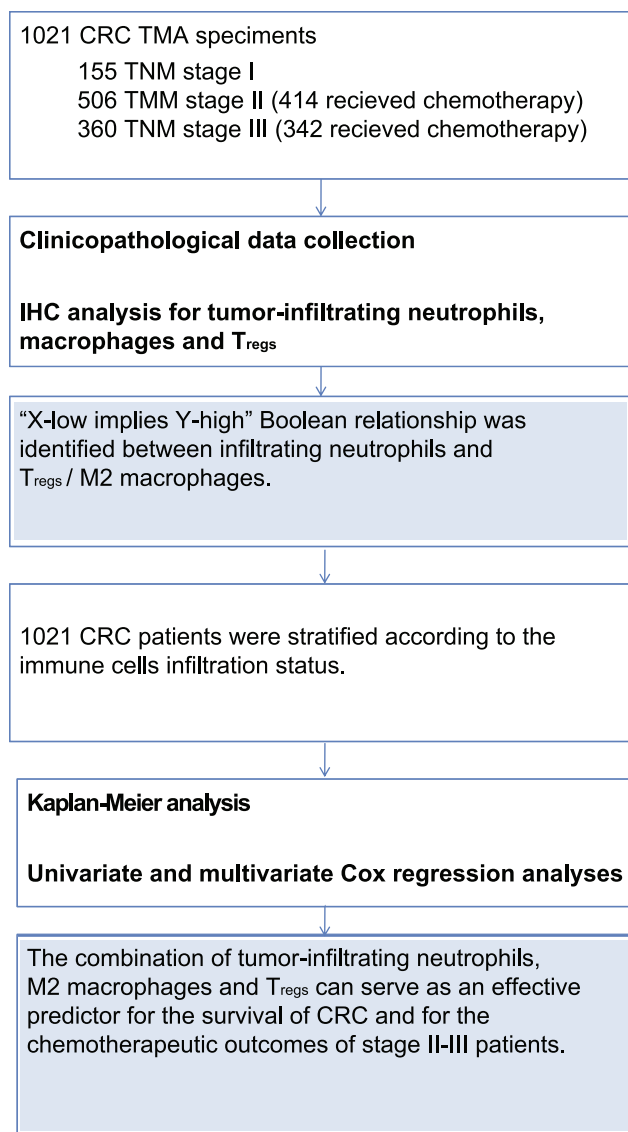 1021 CRC TMA speciments
155 TNM stage I
506 TMM stage II (414 recieved chemotherapy)
360 TNM stage III (342 recieved chemotherapy)
Clinicopathological data collection
IHC analysis for tumor-infiltrating neutrophils,
macrophages and Tregs
“X-low implies Y-high” Boolean relationship was
identified between infiltrating neutrophils and
Tregs / M2 macrophages.
1021 CRC patients were stratified according to the
immune cells infiltration status.
Kaplan-Meier analysis
Univariate and multivariate Cox regression analyses
The combination of tumor-infiltrating neutrophils,
M2 macrophages and Tregs can serve as an effective
predictor for the survival of CRC and for the
chemotherapeutic outcomes of stage II-III patients.